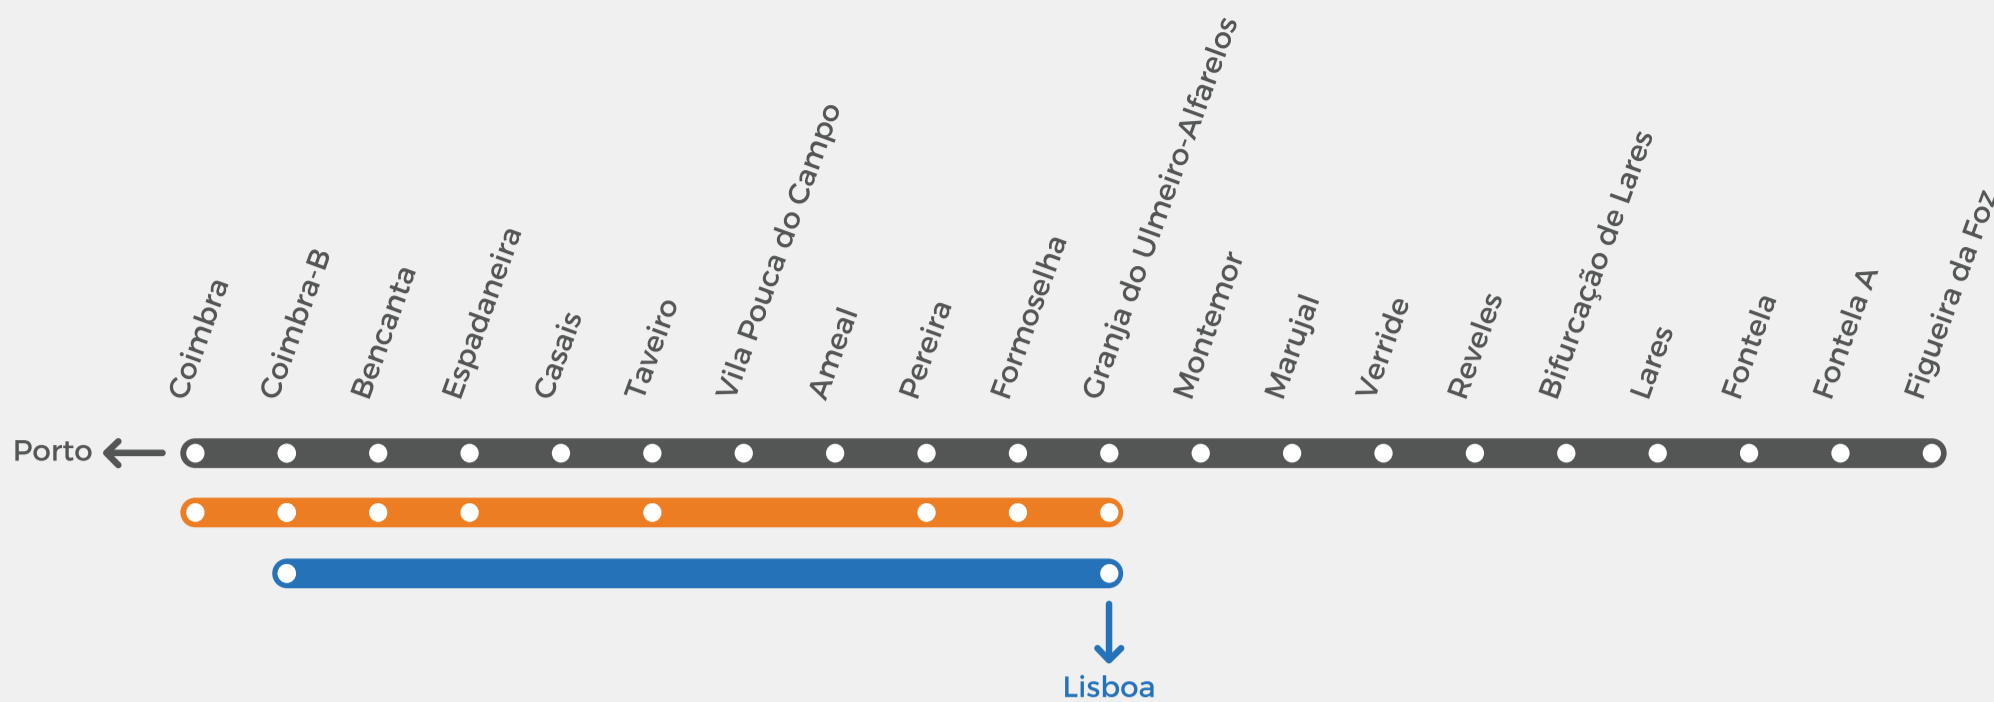 Coimbra
Coimbra-B
Bencanta
Espadaneira
Casais
Taveiro
Vila Pouca do Campo
Ameal
Pereira
Formoselha
Granja do Ulmeiro-Alfarelos
Montemor
Marujal
Verride
Reveles
Bifurcação de Lares
Lares
Fontela
Fontela A
Figueira da Foz
Porto
Lisboa